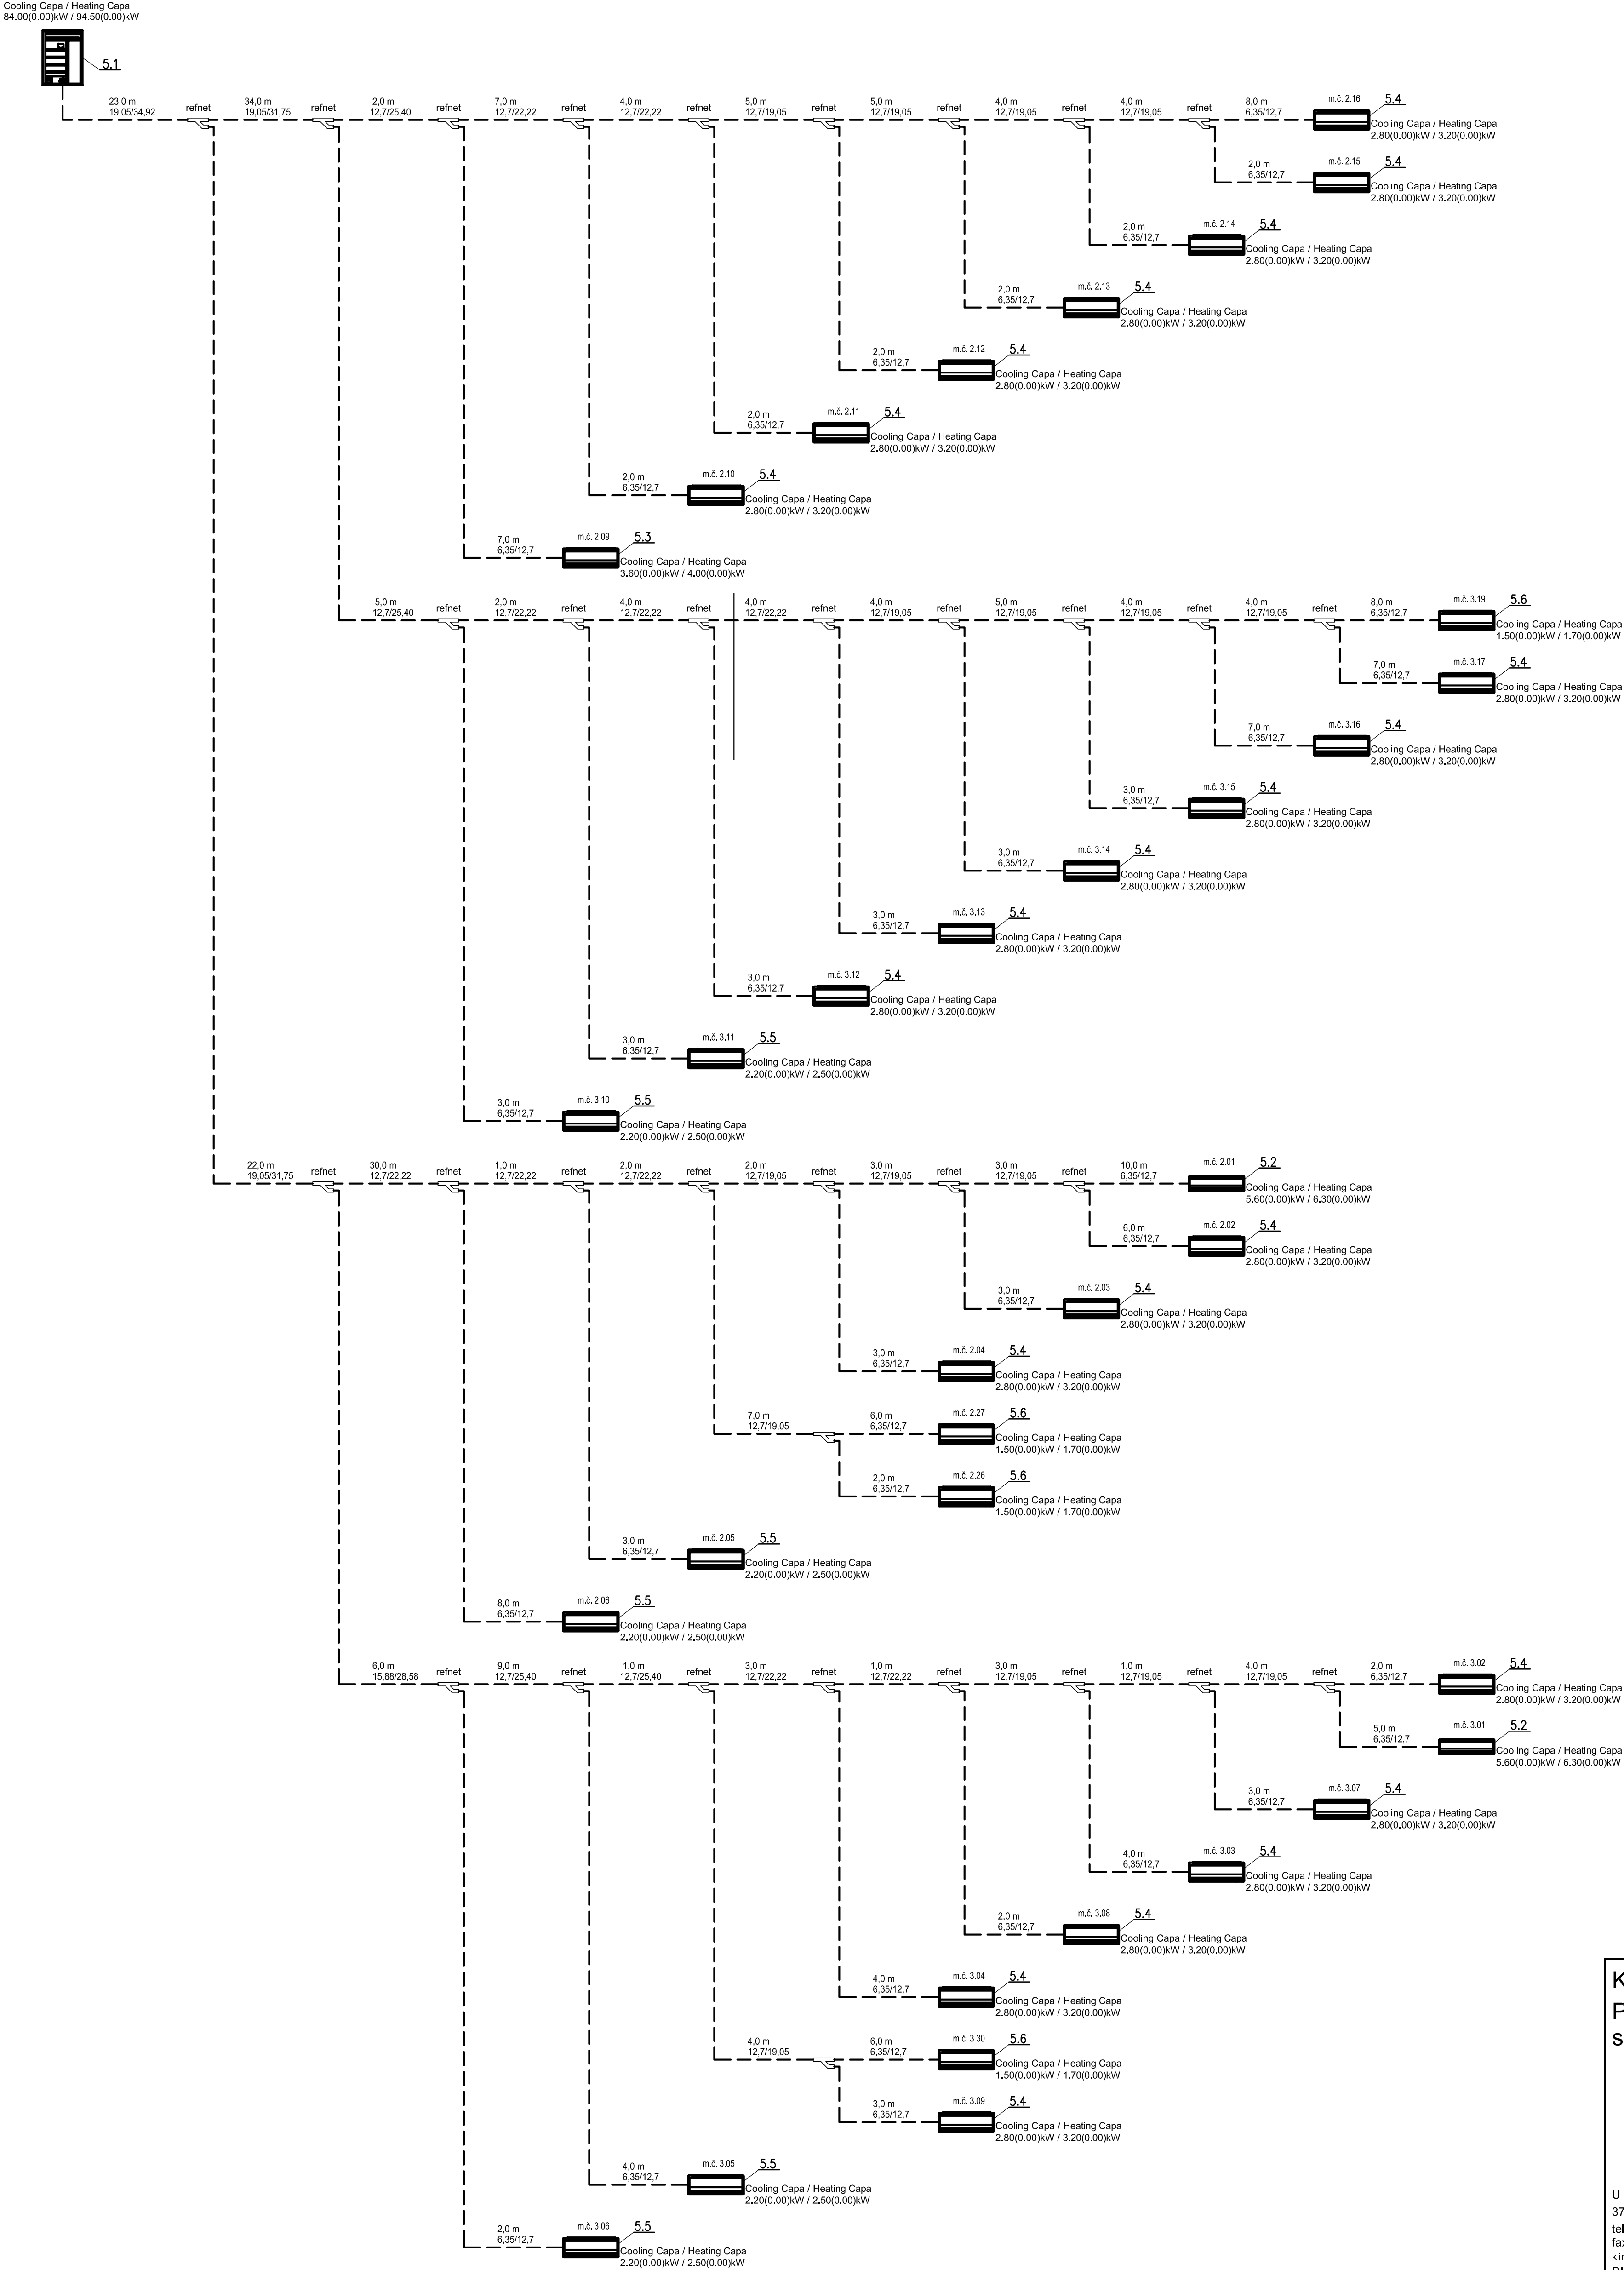 Cooling Capa / Heating Capa
84.00(0.00)kW / 94.50(0.00)kW
5.1
23,0 m
19,05/34,92
refnet
34,0 m
19,05/31,75
refnet
2,0 m
12,7/25,40
refnet
7,0 m
12,7/22,22
refnet
4,0 m
12,7/22,22
refnet
5,0 m
12,7/19,05
refnet
5,0 m
12,7/19,05
refnet
4,0 m
12,7/19,05
refnet
4,0 m
12,7/19,05
refnet
8,0 m
6,35/12,7
m.č. 2.16
5.4
Cooling Capa / Heating Capa
2.80(0.00)kW / 3.20(0.00)kW
2,0 m
6,35/12,7
m.č. 2.15
5.4
Cooling Capa / Heating Capa
2.80(0.00)kW / 3.20(0.00)kW
2,0 m
6,35/12,7
m.č. 2.14
5.4
Cooling Capa / Heating Capa
2.80(0.00)kW / 3.20(0.00)kW
2,0 m
6,35/12,7
m.č. 2.13
5.4
Cooling Capa / Heating Capa
2.80(0.00)kW / 3.20(0.00)kW
2,0 m
6,35/12,7
m.č. 2.12
5.4
Cooling Capa / Heating Capa
2.80(0.00)kW / 3.20(0.00)kW
2,0 m
6,35/12,7
m.č. 2.11
5.4
Cooling Capa / Heating Capa
2.80(0.00)kW / 3.20(0.00)kW
2,0 m
6,35/12,7
m.č. 2.10
5.4
Cooling Capa / Heating Capa
2.80(0.00)kW / 3.20(0.00)kW
7,0 m
6,35/12,7
m.č. 2.09
5.3
Cooling Capa / Heating Capa
3.60(0.00)kW / 4.00(0.00)kW
5,0 m
12,7/25,40
refnet
2,0 m
12,7/22,22
refnet
4,0 m
12,7/22,22
refnet
4,0 m
12,7/22,22
refnet
4,0 m
12,7/19,05
refnet
5,0 m
12,7/19,05
refnet
4,0 m
12,7/19,05
refnet
4,0 m
12,7/19,05
refnet
8,0 m
6,35/12,7
m.č. 3.19
5.6
Cooling Capa / Heating Capa
1.50(0.00)kW / 1.70(0.00)kW
7,0 m
6,35/12,7
m.č. 3.17
5.4
Cooling Capa / Heating Capa
2.80(0.00)kW / 3.20(0.00)kW
7,0 m
6,35/12,7
m.č. 3.16
5.4
Cooling Capa / Heating Capa
2.80(0.00)kW / 3.20(0.00)kW
3,0 m
6,35/12,7
m.č. 3.15
5.4
Cooling Capa / Heating Capa
2.80(0.00)kW / 3.20(0.00)kW
3,0 m
6,35/12,7
m.č. 3.14
5.4
Cooling Capa / Heating Capa
2.80(0.00)kW / 3.20(0.00)kW
3,0 m
6,35/12,7
m.č. 3.13
5.4
Cooling Capa / Heating Capa
2.80(0.00)kW / 3.20(0.00)kW
3,0 m
6,35/12,7
m.č. 3.12
5.4
Cooling Capa / Heating Capa
2.80(0.00)kW / 3.20(0.00)kW
3,0 m
6,35/12,7
m.č. 3.11
5.5
Cooling Capa / Heating Capa
2.20(0.00)kW / 2.50(0.00)kW
3,0 m
6,35/12,7
m.č. 3.10
5.5
Cooling Capa / Heating Capa
2.20(0.00)kW / 2.50(0.00)kW
22,0 m
19,05/31,75
refnet
30,0 m
12,7/22,22
refnet
1,0 m
12,7/22,22
refnet
2,0 m
12,7/22,22
refnet
2,0 m
12,7/19,05
refnet
3,0 m
12,7/19,05
refnet
3,0 m
12,7/19,05
refnet
10,0 m
6,35/12,7
m.č. 2.01
5.2
Cooling Capa / Heating Capa
5.60(0.00)kW / 6.30(0.00)kW
6,0 m
6,35/12,7
m.č. 2.02
5.4
Cooling Capa / Heating Capa
2.80(0.00)kW / 3.20(0.00)kW
3,0 m
6,35/12,7
m.č. 2.03
5.4
Cooling Capa / Heating Capa
2.80(0.00)kW / 3.20(0.00)kW
3,0 m
6,35/12,7
m.č. 2.04
5.4
Cooling Capa / Heating Capa
2.80(0.00)kW / 3.20(0.00)kW
7,0 m
12,7/19,05
6,0 m
6,35/12,7
m.č. 2.27
5.6
Cooling Capa / Heating Capa
1.50(0.00)kW / 1.70(0.00)kW
2,0 m
6,35/12,7
m.č. 2.26
5.6
Cooling Capa / Heating Capa
1.50(0.00)kW / 1.70(0.00)kW
3,0 m
6,35/12,7
m.č. 2.05
5.5
Cooling Capa / Heating Capa
2.20(0.00)kW / 2.50(0.00)kW
8,0 m
6,35/12,7
m.č. 2.06
5.5
Cooling Capa / Heating Capa
2.20(0.00)kW / 2.50(0.00)kW
6,0 m
15,88/28,58
refnet
9,0 m
12,7/25,40
refnet
1,0 m
12,7/25,40
refnet
3,0 m
12,7/22,22
refnet
1,0 m
12,7/22,22
refnet
3,0 m
12,7/19,05
refnet
1,0 m
12,7/19,05
refnet
4,0 m
12,7/19,05
refnet
2,0 m
6,35/12,7
m.č. 3.02
5.4
Cooling Capa / Heating Capa
2.80(0.00)kW / 3.20(0.00)kW
5,0 m
6,35/12,7
m.č. 3.01
5.2
Cooling Capa / Heating Capa
5.60(0.00)kW / 6.30(0.00)kW
3,0 m
6,35/12,7
m.č. 3.07
5.4
Cooling Capa / Heating Capa
2.80(0.00)kW / 3.20(0.00)kW
4,0 m
6,35/12,7
m.č. 3.03
5.4
Cooling Capa / Heating Capa
2.80(0.00)kW / 3.20(0.00)kW
2,0 m
6,35/12,7
m.č. 3.08
5.4
Cooling Capa / Heating Capa
2.80(0.00)kW / 3.20(0.00)kW
4,0 m
6,35/12,7
m.č. 3.04
5.4
Cooling Capa / Heating Capa
2.80(0.00)kW / 3.20(0.00)kW
4,0 m
12,7/19,05
6,0 m
6,35/12,7
m.č. 3.30
5.6
Cooling Capa / Heating Capa
1.50(0.00)kW / 1.70(0.00)kW
3,0 m
6,35/12,7
m.č. 3.09
5.4
Cooling Capa / Heating Capa
2.80(0.00)kW / 3.20(0.00)kW
4,0 m
6,35/12,7
m.č. 3.05
5.5
Cooling Capa / Heating Capa
2.20(0.00)kW / 2.50(0.00)kW
2,0 m
6,35/12,7
m.č. 3.06
5.5
Cooling Capa / Heating Capa
2.20(0.00)kW / 2.50(0.00)kW
U
37